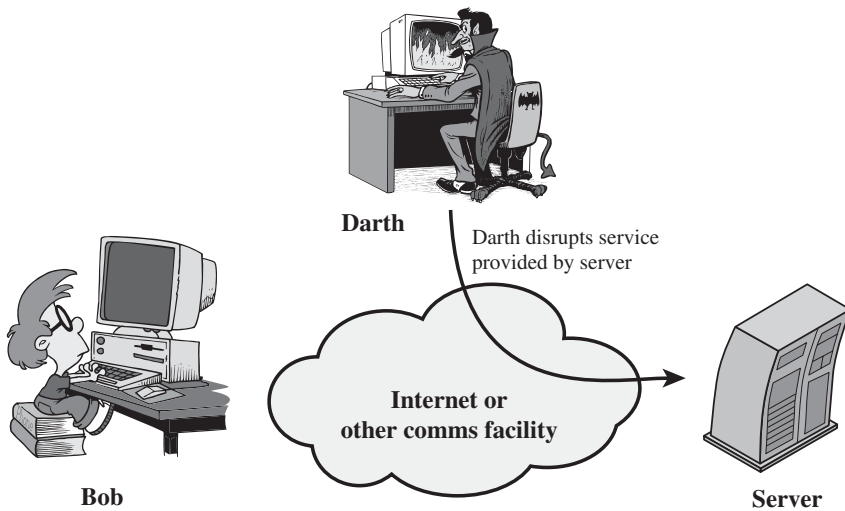 Darth
Darth disrupts service
provided by server
Internet or
other comms facility
Bob
Server